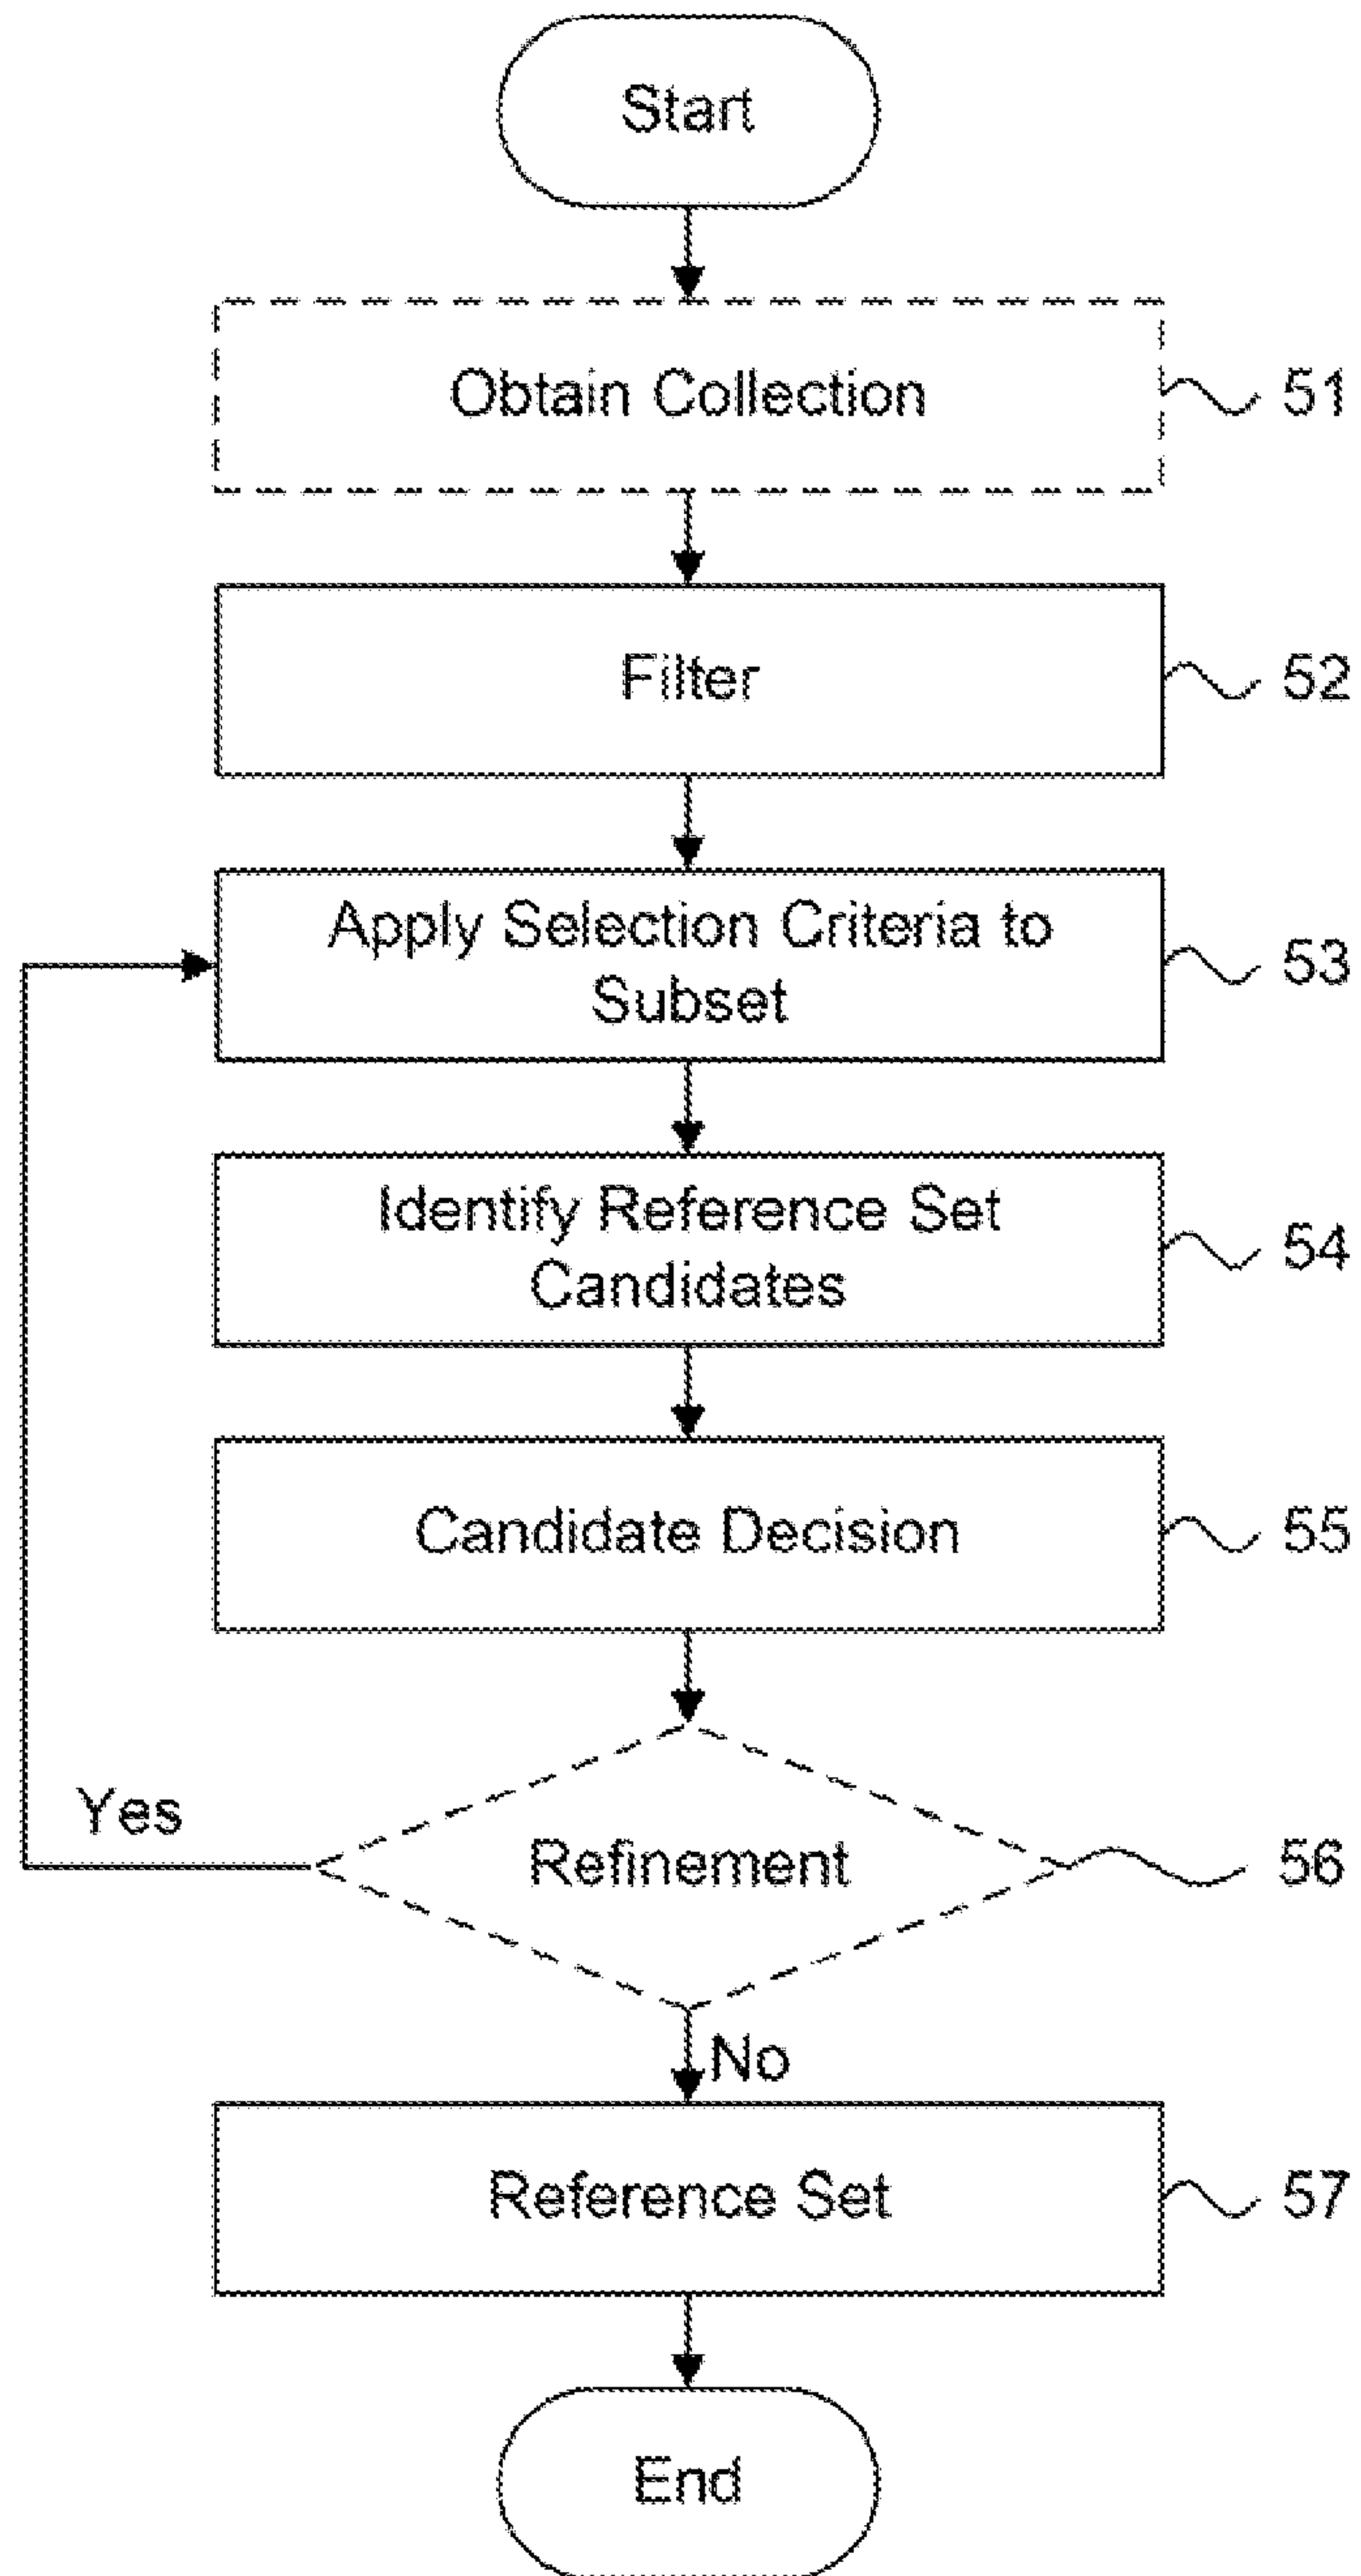 Start
Obtain Collection
51
Filter
52
Apply Selection Criteria to
Subset
53
Identify Reference Set
Candidates
54
Candidate Decision
55
Yes
Refinement
56
No
Reference Set
57
End